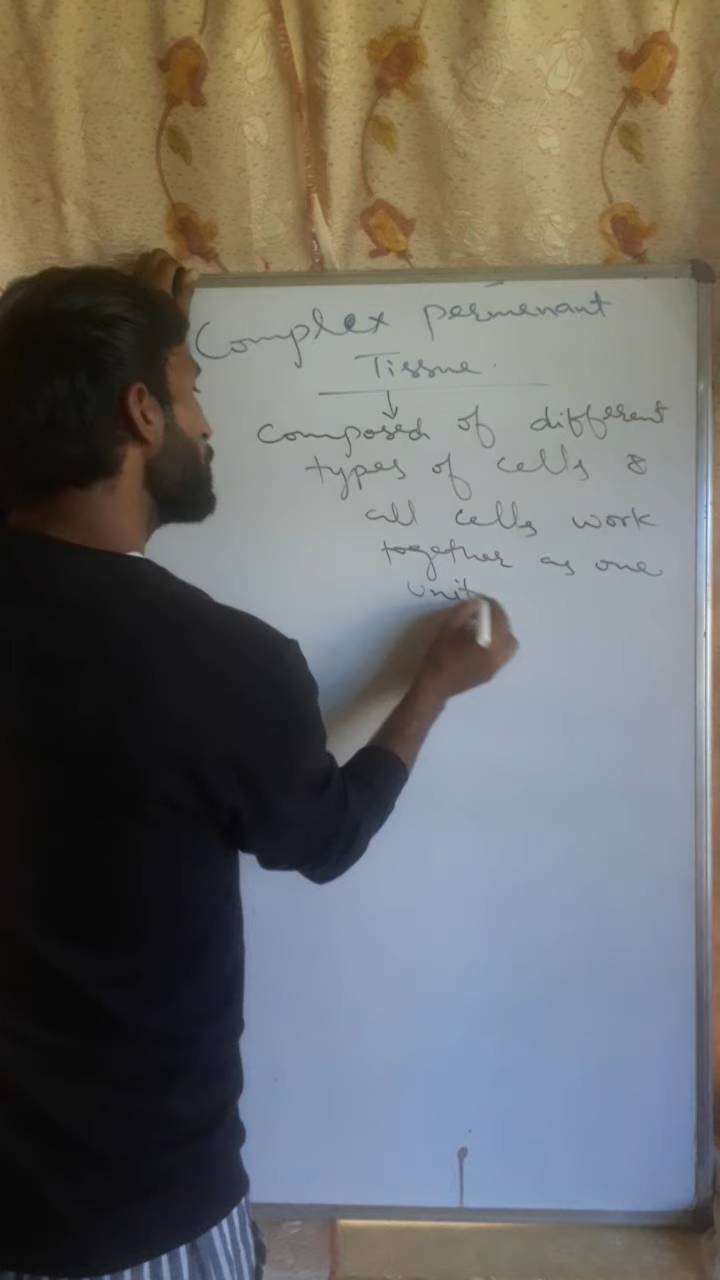 Complex permenant
Tissue.
composed of different
types of cells &
all cells work
together as one
unit